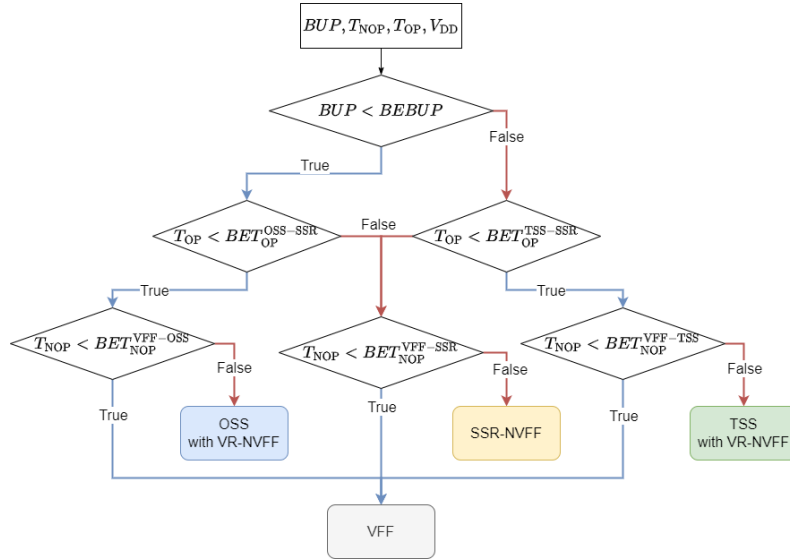 BUP, T_NOP, T_OP, V_DD
BUP < BEBUP
False
True
T_OP < BET_OP^OSS−SSR
False
T_OP < BET_OP^TSS−SSR
True
True
T_NOP < BET_NOP^VFF−OSS
T_NOP < BET_NOP^VFF−SSR
T_NOP < BET_NOP^VFF−TSS
False
False
False
True
True
True
OSS
with VR-NVFF
SSR-NVFF
TSS
with VR-NVFF
VFF